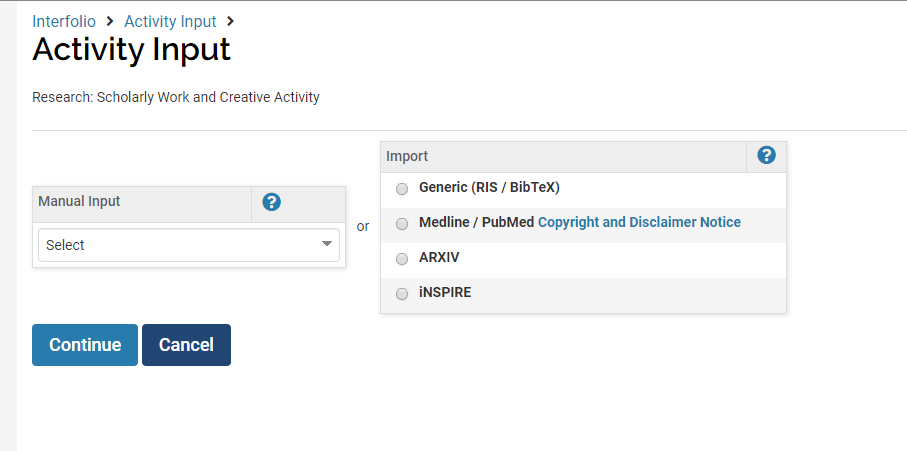 Interfolio > Activity Input >
Activity Input
Research: Scholarly Work and Creative Activity
Manual Input ?
Select
or
Import ?
Generic (RIS / BibTeX)
Medline / PubMed Copyright and Disclaimer Notice
ARXIV
iNSPIRE
Continue Cancel